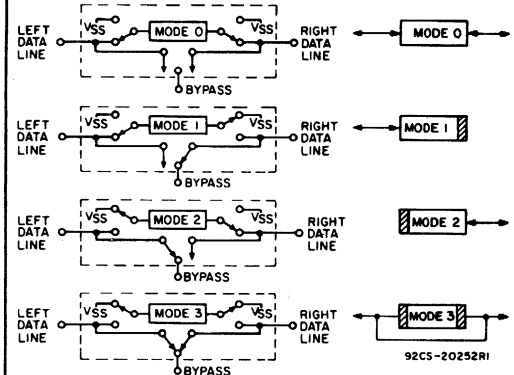 VSS MODE 0 VSS
LEFT DATA LINE
RIGHT DATA LINE
BYPASS
MODE 0
VSS MODE 1 VSS
LEFT DATA LINE
RIGHT DATA LINE
BYPASS
MODE 1
VSS MODE 2 VSS
LEFT DATA LINE
RIGHT DATA LINE
BYPASS
MODE 2
VSS MODE 3 VSS
LEFT DATA LINE
RIGHT DATA LINE
BYPASS
MODE 3
92CS-20252R1